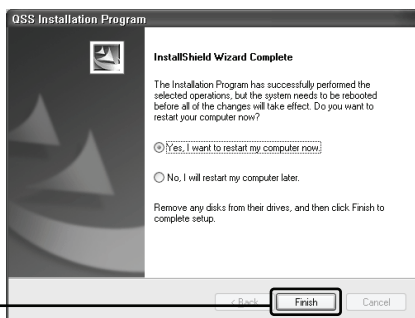 QSS Installation Program
InstallShield Wizard Complete
The Installation Program has successfully performed the
selected operations, but the system needs to be rebooted
before all of the changes will take effect. Do you want to
restart your computer now?
Yes, I want to restart my computer now.
No, I will restart my computer later.
Remove any disks from their drives, and then click Finish to
complete setup.
< Back Finish Cancel